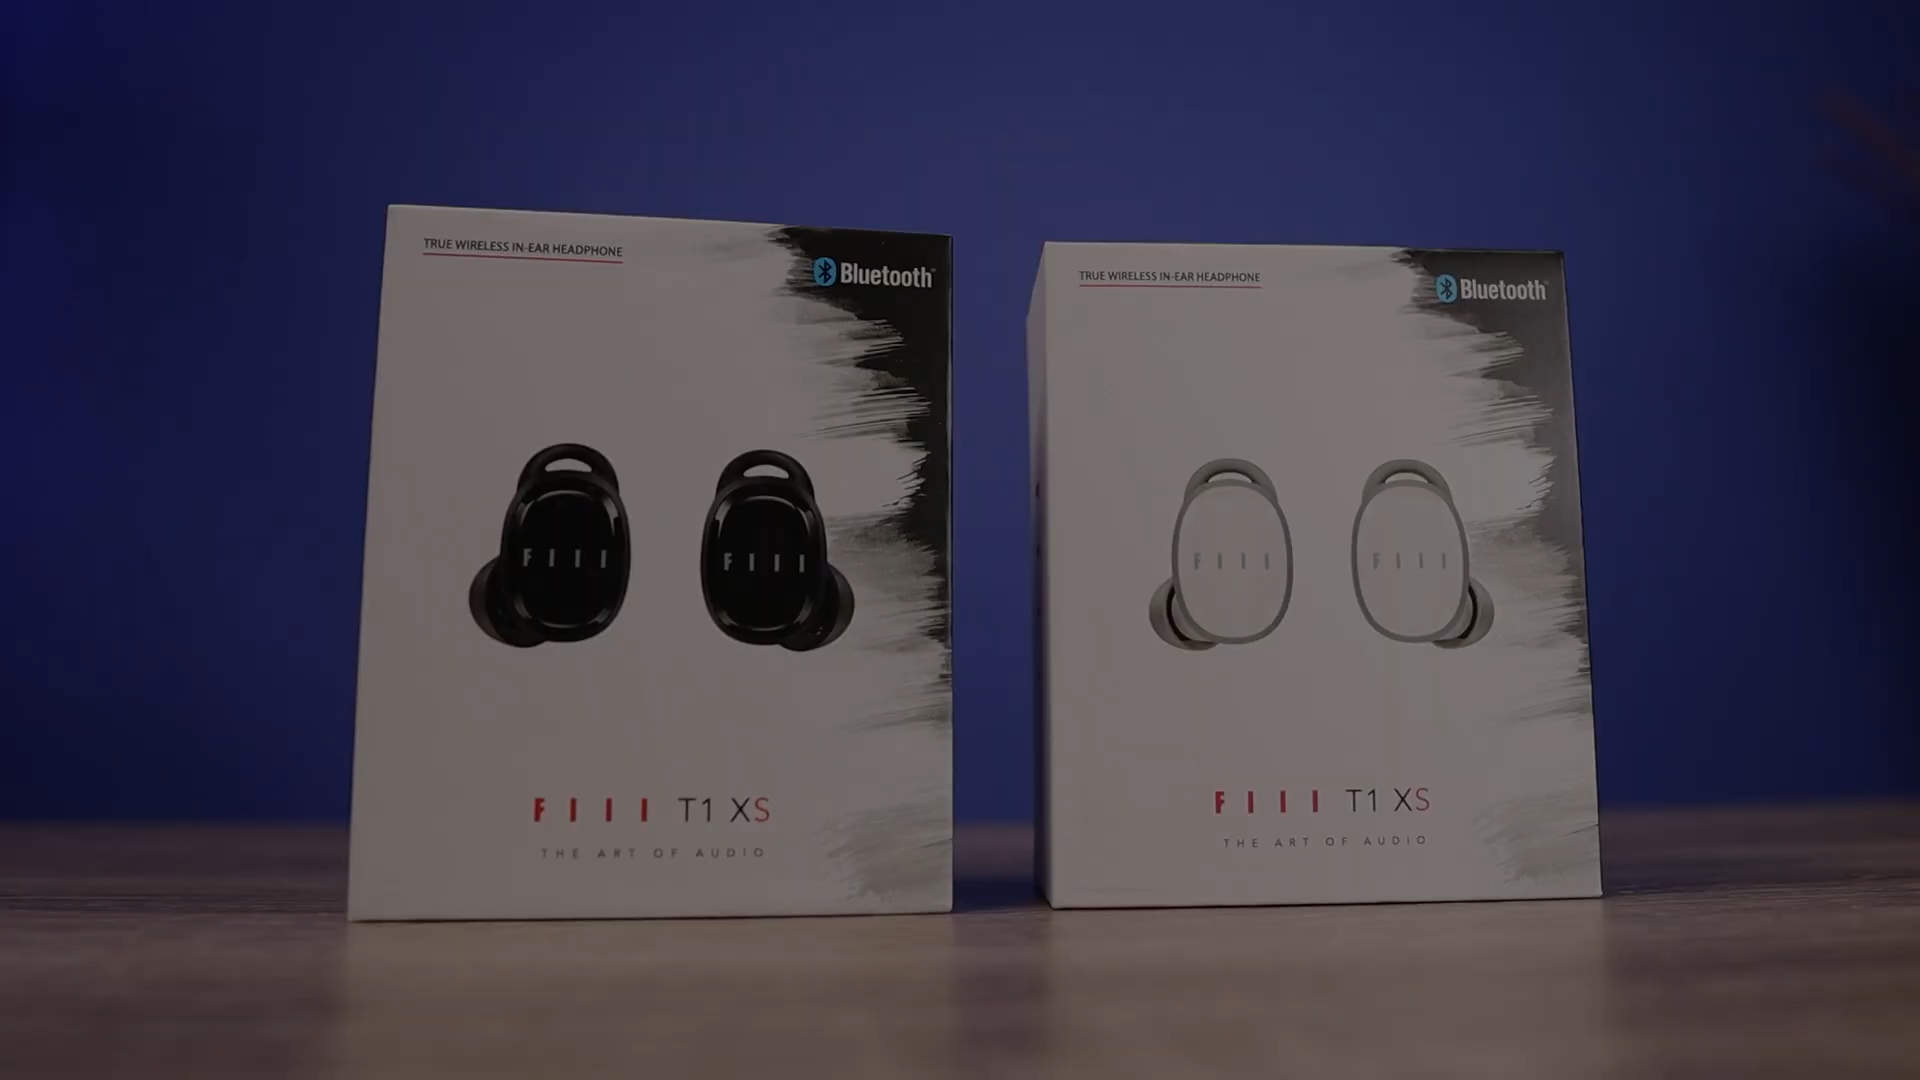 TRUE WIRELESS IN-EAR HEADPHONE
Bluetooth
FIII
FIII
FIII T1 XS
THE ART OF AUDIO
TRUE WIRELESS IN-EAR HEADPHONE
Bluetooth
FIII
FIII
FIII T1 XS
THE ART OF AUDIO